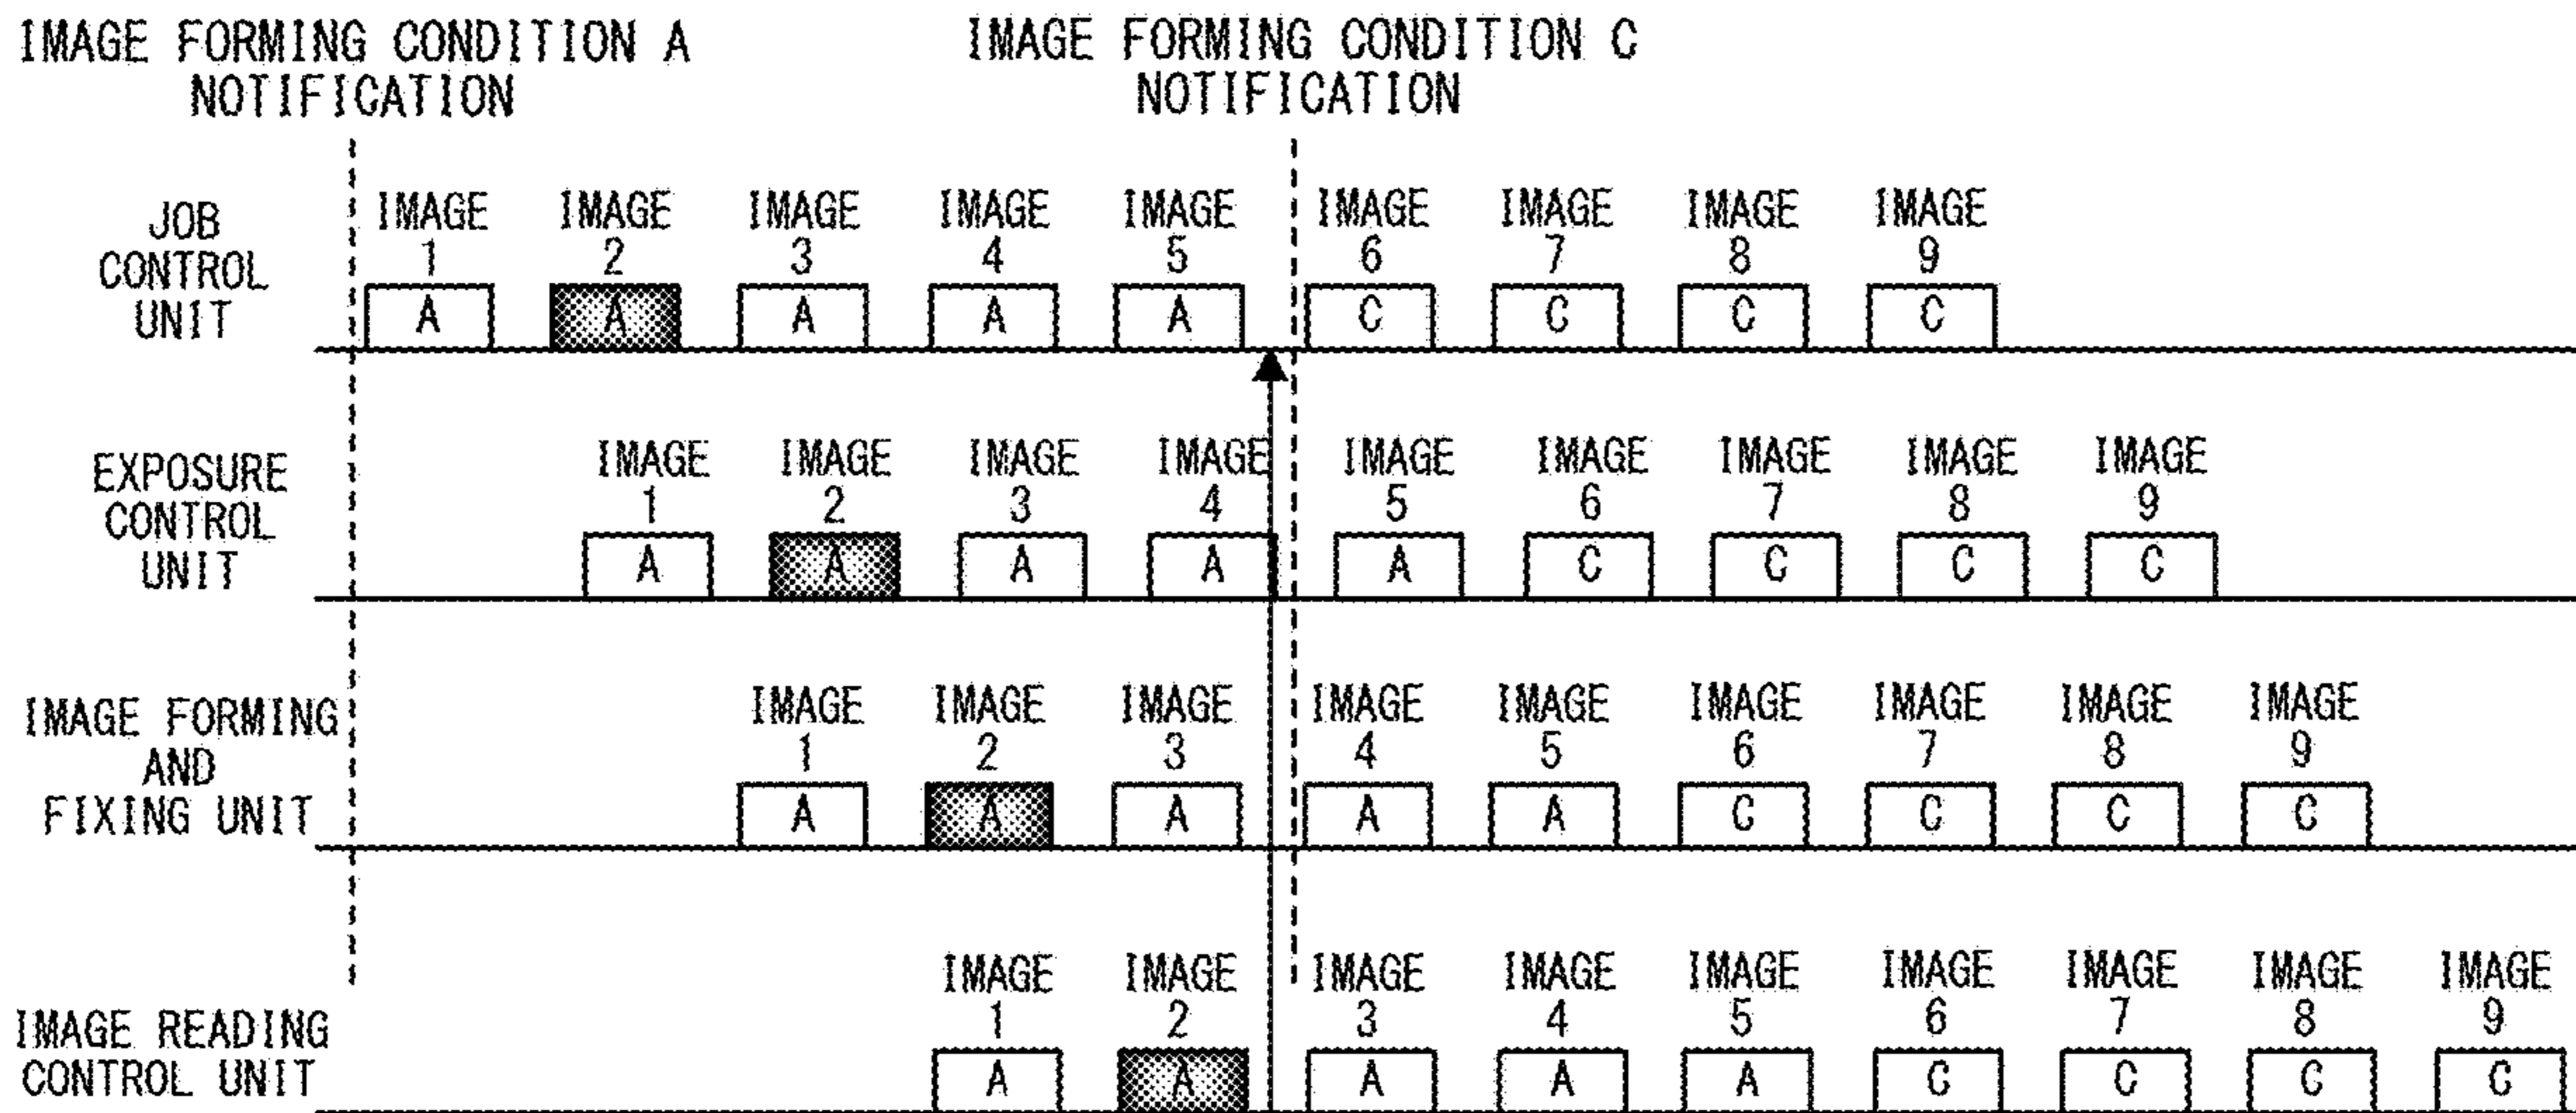 IMAGE FORMING CONDITION A
NOTIFICATION
IMAGE FORMING CONDITION C
NOTIFICATION
JOB
CONTROL
UNIT
IMAGE IMAGE IMAGE IMAGE IMAGE IMAGE IMAGE IMAGE IMAGE
1 2 3 4 5 6 7 8 9
A A A A A C C C C
EXPOSURE
CONTROL
UNIT
IMAGE IMAGE IMAGE IMAGE IMAGE IMAGE IMAGE IMAGE IMAGE
1 2 3 4 5 6 7 8 9
A A A A A C C C C
IMAGE FORMING
AND
FIXING UNIT
IMAGE IMAGE IMAGE IMAGE IMAGE IMAGE IMAGE IMAGE IMAGE
1 2 3 4 5 6 7 8 9
A A A A A C C C C
IMAGE READING
CONTROL UNIT
IMAGE IMAGE IMAGE IMAGE IMAGE IMAGE IMAGE IMAGE IMAGE
1 2 3 4 5 6 7 8 9
A A A A A C C C C